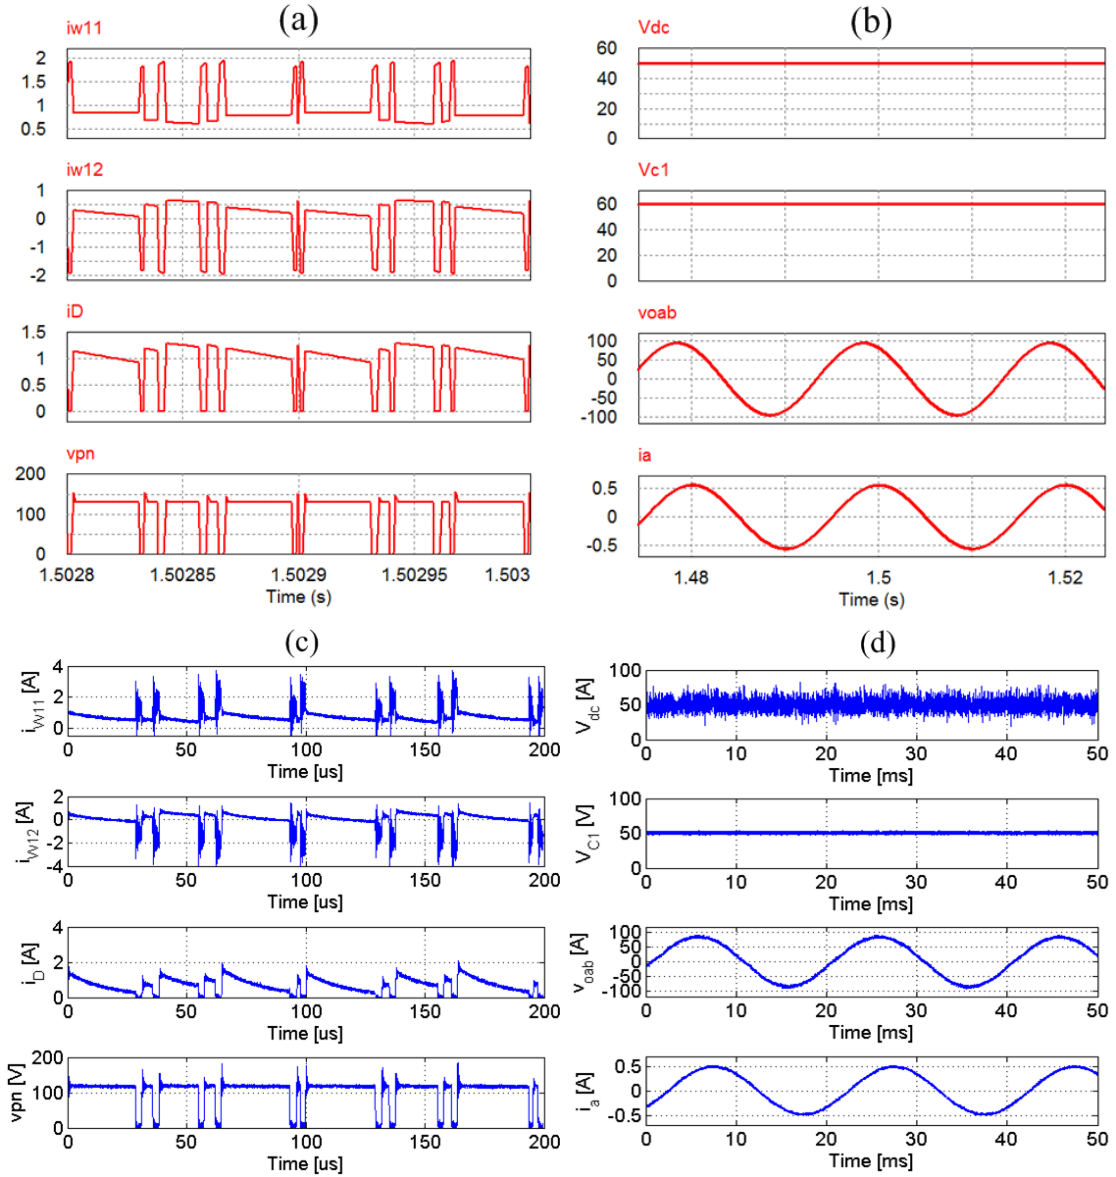 (a)
iw11
2
1
0.5
iw12
1
0
-1
-2
iD
1.5
1
0.5
0
vpn
200
100
0
1.5028 1.50285 1.5029 1.50295 1.503
Time (s)
(b)
Vdc
60
40
20
0
Vc1
60
40
20
0
voab
100
50
0
-50
-100
ia
0.5
0
-0.5
1.48 1.5 1.52
Time (s)
(c)
iW11 [A]
4
2
0
0 50 100 150 200
Time [us]
iW12 [A]
2
0
-2
-4
0 50 100 150 200
Time [us]
iD [A]
4
2
0
0 50 100 150 200
Time [us]
vpn [V]
200
100
0
0 50 100 150 200
Time [us]
(d)
Vdc [A]
100
50
0
0 10 20 30 40 50
Time [ms]
VC1 [V]
100
50
0
0 10 20 30 40 50
Time [ms]
voab [A]
100
50
0
-50
-100
0 10 20 30 40 50
Time [ms]
ia [A]
0.5
0
-0.5
0 10 20 30 40 50
Time [ms]